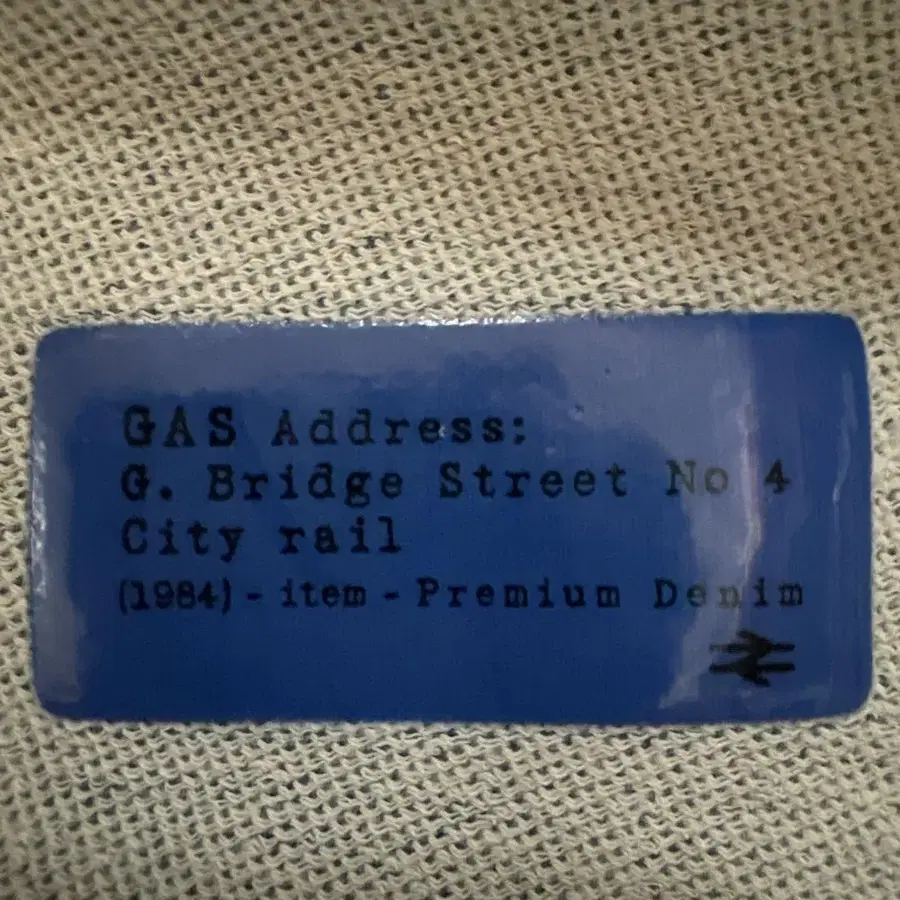 GAS Address:
G. Bridge Street No 4
City rail
(1984) - item - Premium Denim